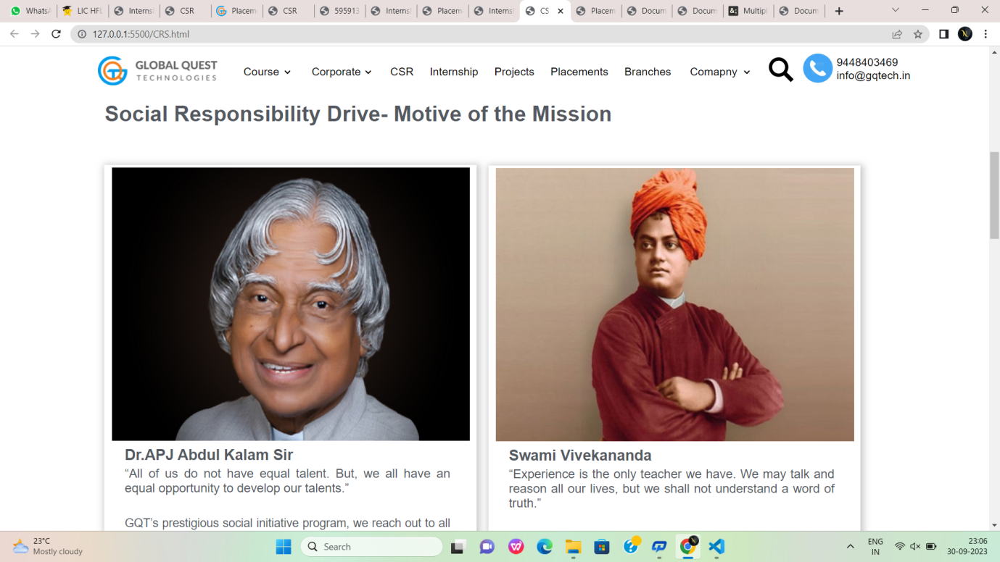 WhatsA
LIC HFL
Interns
CSR
Placem
CSR
595913
Interns
Placem
Interns
CS
Placem
Docum
Docum
Multipl
Docum
127.0.0.1:5500/CRS.html
GLOBAL QUEST
TECHNOLOGIES
Course
Corporate
CSR
Internship
Projects
Placements
Branches
Comapny
9448403469
info@gqtech.in
Social Responsibility Drive- Motive of the Mission
Dr.APJ Abdul Kalam Sir
“All of us do not have equal talent. But, we all have an
equal opportunity to develop our talents.”
GQT’s prestigious social initiative program, we reach out to all
Swami Vivekananda
“Experience is the only teacher we have. We may talk and
reason all our lives, but we shall not understand a word of
truth.”
23°C
Mostly cloudy
Search
ENG
IN
23:06
30-09-2023